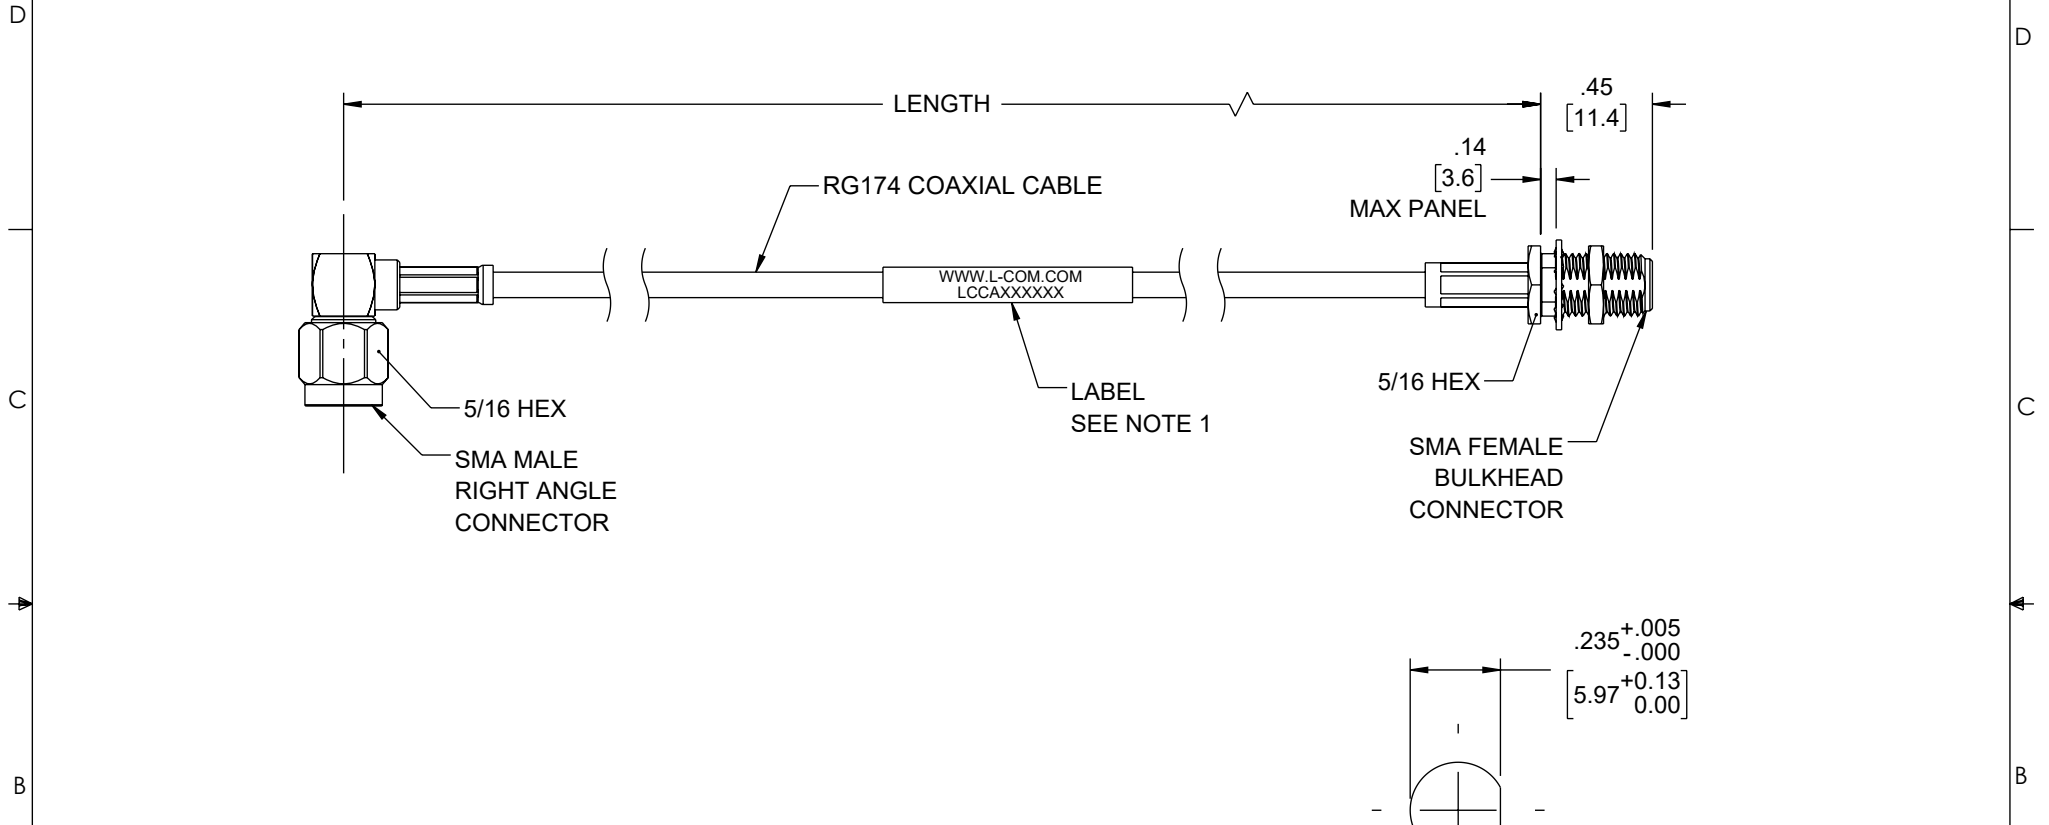 D
D
LENGTH
.45
[11.4]
.14
[3.6]
MAX PANEL
RG174 COAXIAL CABLE
WWW.L-COM.COM
LCCAXXXXXX
5/16 HEX
LABEL
SEE NOTE 1
5/16 HEX
C
C
SMA MALE
RIGHT ANGLE
CONNECTOR
SMA FEMALE
BULKHEAD
CONNECTOR
.235 +.005
-.000
[5.97 +0.13
0.00]
B
B